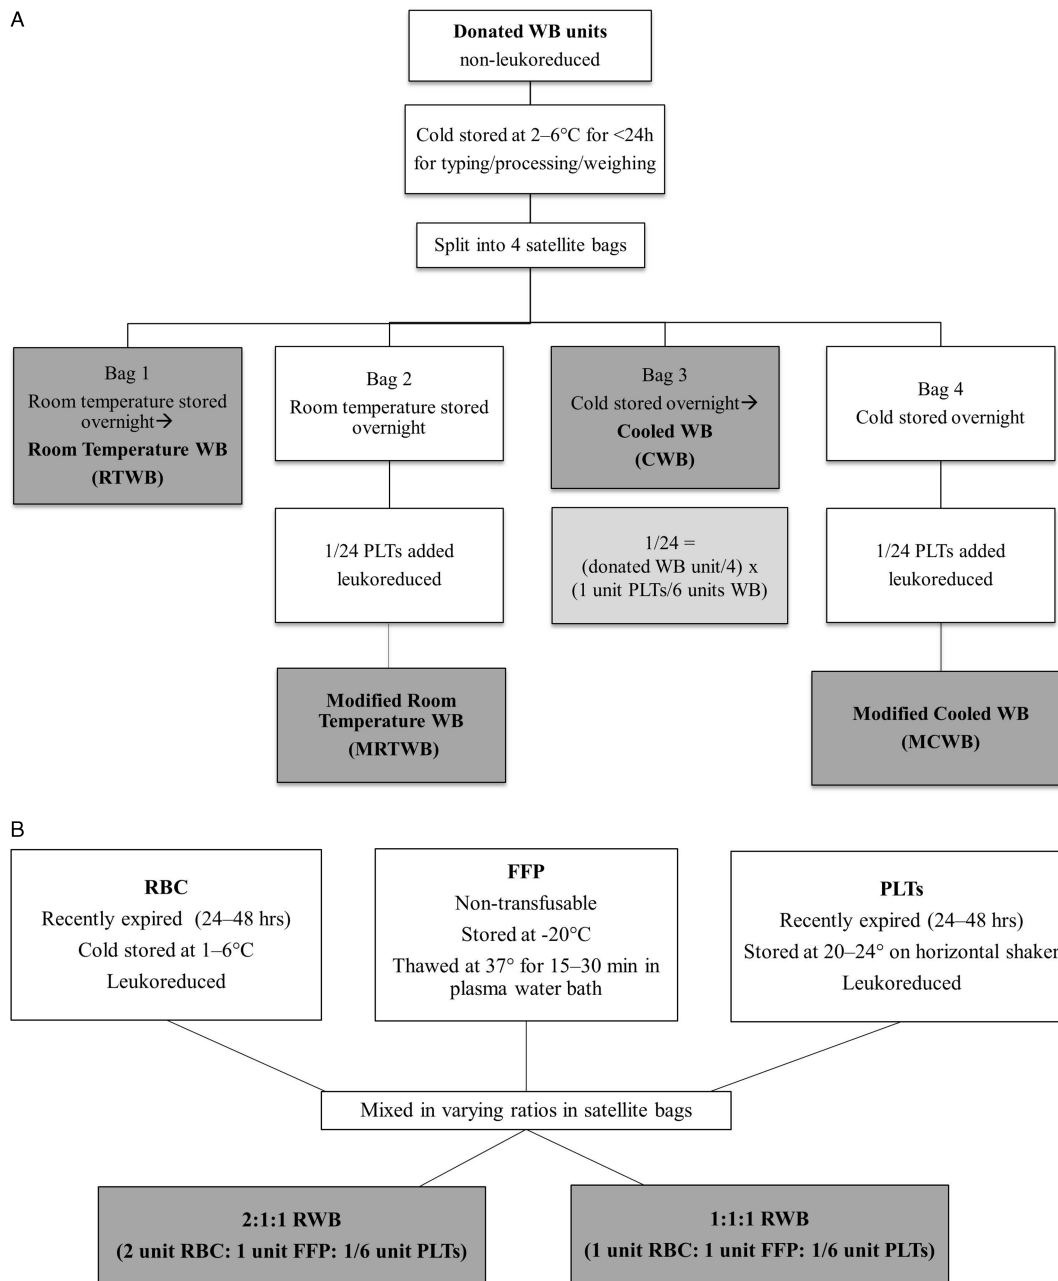 A
Donated WB units
non-leukoreduced
Cold stored at 2–6°C for <24h
for typing/processing/weighing
Split into 4 satellite bags
Bag 1
Room temperature stored
overnight→
Room Temperature WB
(RTWB)
Bag 2
Room temperature stored
overnight
Bag 3
Cold stored overnight→
Cooled WB
(CWB)
Bag 4
Cold stored overnight
1/24 PLTs added
leukoreduced
1/24 =
(donated WB unit/4) x
(1 unit PLTs/6 units WB)
1/24 PLTs added
leukoreduced
Modified Room
Temperature WB
(MRTWB)
Modified Cooled WB
(MCWB)
B
RBC
Recently expired (24–48 hrs)
Cold stored at 1–6°C
Leukoreduced
FFP
Non-transfusable
Stored at -20°C
Thawed at 37° for 15–30 min in
plasma water bath
PLTs
Recently expired (24–48 hrs)
Stored at 20–24° on horizontal shaker
Leukoreduced
Mixed in varying ratios in satellite bags
2:1:1 RWB
(2 unit RBC: 1 unit FFP: 1/6 unit PLTs)
1:1:1 RWB
(1 unit RBC: 1 unit FFP: 1/6 unit PLTs)